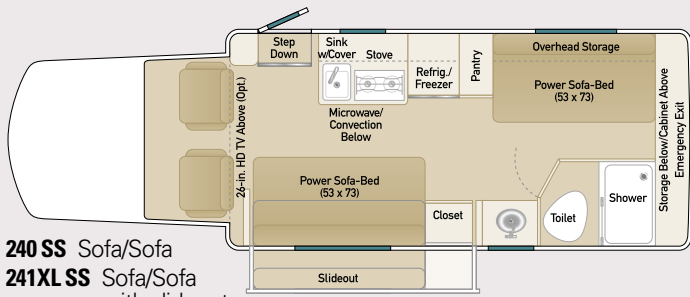 Step
Down
Sink
w/Cover
Stove
Refrig./
Freezer
Pantry
Overhead Storage
Power Sofa-Bed
(53 x 73)
Microwave/
Convection
Below
26-in. HD TV Above (Opt.)
Storage Below/Cabinet Above
Emergency Exit
Power Sofa-Bed
(53 x 73)
Closet
Toilet
Shower
Slideout
240 SS Sofa/Sofa
241XL SS Sofa/Sofa